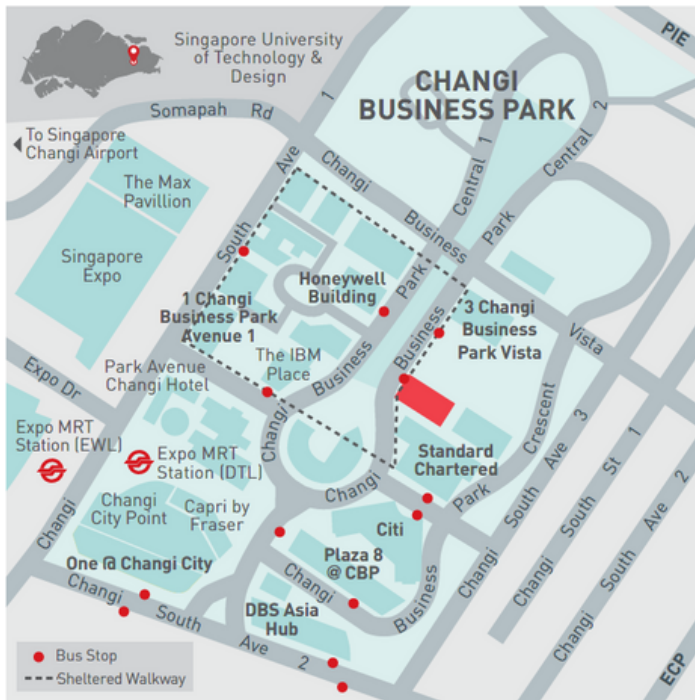 Singapore University
of Technology &
Design
PIE
CHANGI
BUSINESS PARK
Somapah Rd
To Singapore
Changi Airport
South Ave 1
Changi Business Park Central 1
Changi Business Park Central 2
The Max
Pavillion
Singapore
Expo
Honeywell
Building
1 Changi
Business Park
Avenue 1
3 Changi
Business
Park Vista
Vista
The IBM
Place
Park Avenue
Changi Hotel
Expo Dr
Expo MRT
Station (EWL)
Expo MRT
Station (DTL)
Standard
Chartered
Crescent
Changi
Changi
Park
Changi
City Point
Capri by
Fraser
Citi
One @ Changi City
Plaza 8
@ CBP
Changi
Business
DBS Asia
Hub
Changi South Ave 2
Changi South Ave 3
Changi South St 1
Changi South Ave 2
ECP
Bus Stop
Sheltered Walkway